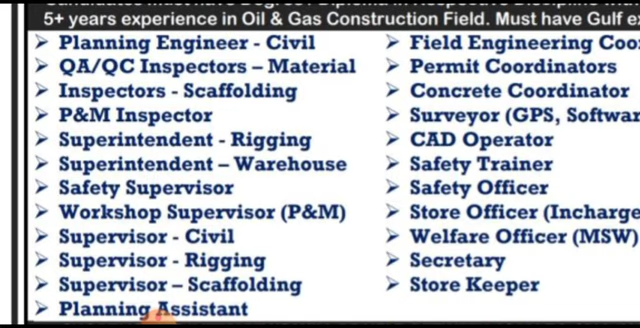 5+ years experience in Oil & Gas Construction Field. Must have Gulf
➢ Planning Engineer - Civil
➢ QA/QC Inspectors – Material
➢ Inspectors - Scaffolding
➢ P&M Inspector
➢ Superintendent - Rigging
➢ Superintendent – Warehouse
➢ Safety Supervisor
➢ Workshop Supervisor (P&M)
➢ Supervisor - Civil
➢ Supervisor - Rigging
➢ Supervisor – Scaffolding
➢ Planning Assistant
➢ Field Engineering
➢ Permit Coordinators
➢ Concrete Coordinator
➢ Surveyor (GPS,
➢ CAD Operator
➢ Safety Trainer
➢ Safety Officer
➢ Store Officer (Incharge
➢ Welfare Officer (MSW)
➢ Secretary
➢ Store Keeper